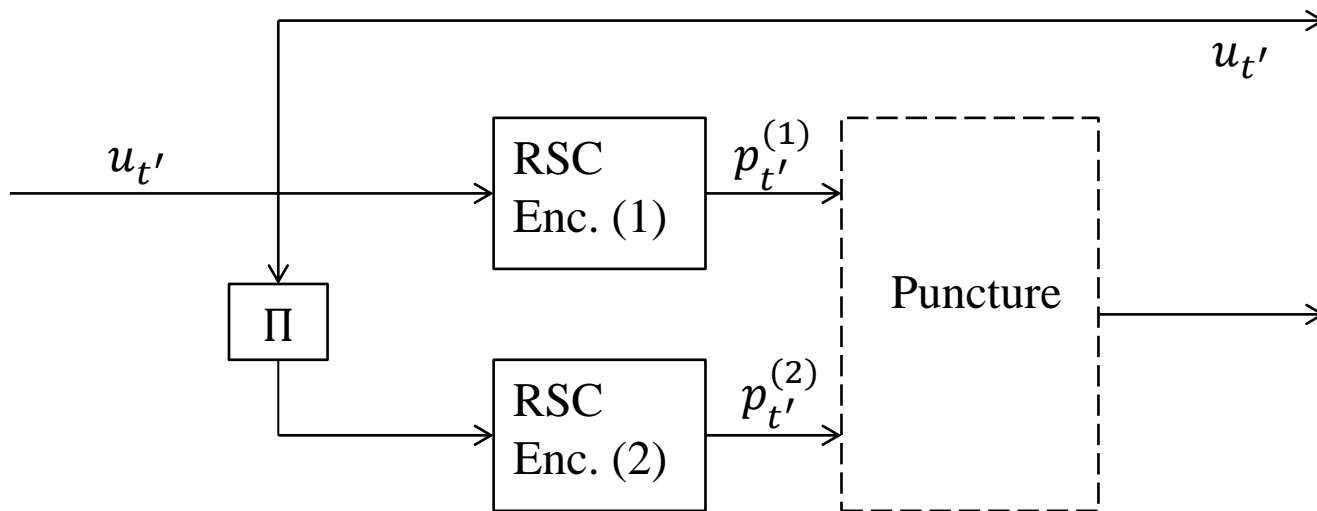 u_{t'}
u_{t'}
RSC
Enc. (1)
p_{t'}^{(1)}
Puncture
Π
RSC
Enc. (2)
p_{t'}^{(2)}